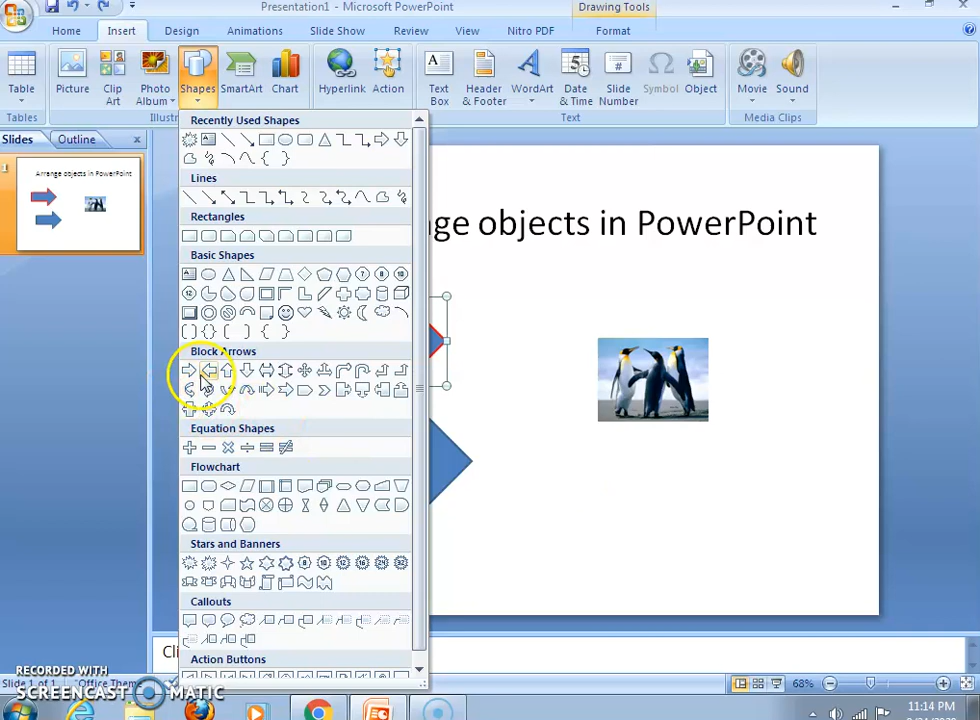 Presentation1 - Microsoft PowerPoint
Drawing Tools
Home Insert Design Animations Slide Show Review View Nitro PDF Format
Table Picture Clip Art Photo Album Shapes SmartArt Chart Hyperlink Action Text Box Header & Footer WordArt Date & Time Slide Number Symbol Object Movie Sound
Tables Text Media Clips
Slides Outline
Recently Used Shapes
Lines
Rectangles
Basic Shapes
Block Arrows
Equation Shapes
Flowchart
Stars and Banners
Callouts
Action Buttons
1
Arrange objects in PowerPoint
nge objects in PowerPoint
Slide 1 of 1 "Office Theme
68%
RECORDED WITH
SCREENCAST MATIC
11:14 PM